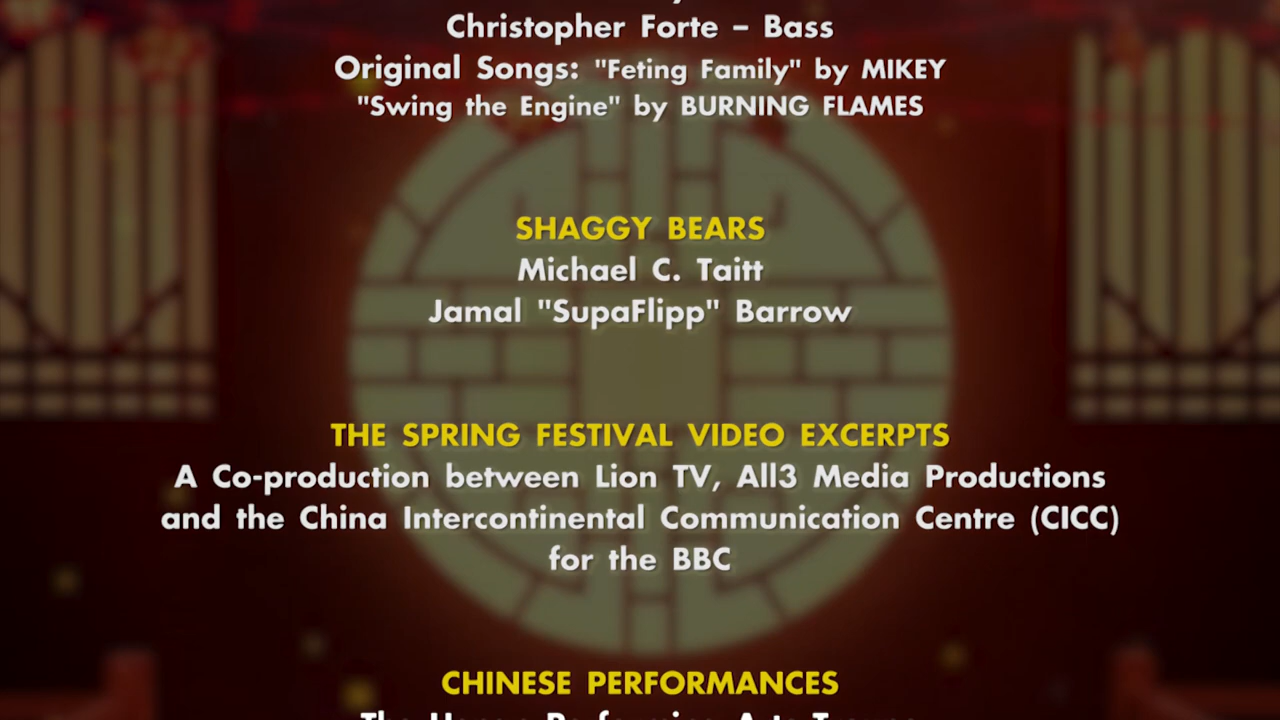 Christopher Forte – Bass
Original Songs: "Feting Family" by MIKEY
"Swing the Engine" by BURNING FLAMES
SHAGGY BEARS
Michael C. Taitt
Jamal "SupaFlipp" Barrow
THE SPRING FESTIVAL VIDEO EXCERPTS
A Co-production between Lion TV, All3 Media Productions
and the China Intercontinental Communication Centre (CICC)
for the BBC
CHINESE PERFORMANCES